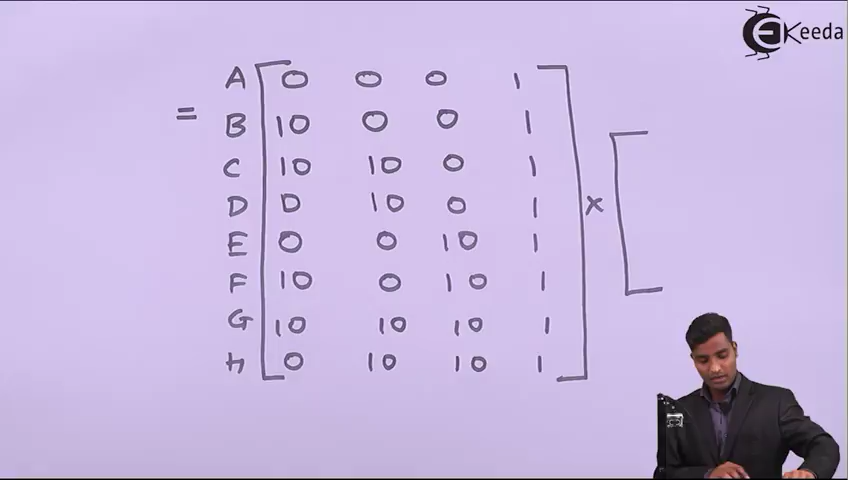 EKeeda
A 0 0 0 1
= B 10 0 0 1
C 10 10 0 1
D 0 10 0 1 ×
E 0 0 10 1
F 10 0 10 1
G 10 10 10 1
H 0 10 10 1